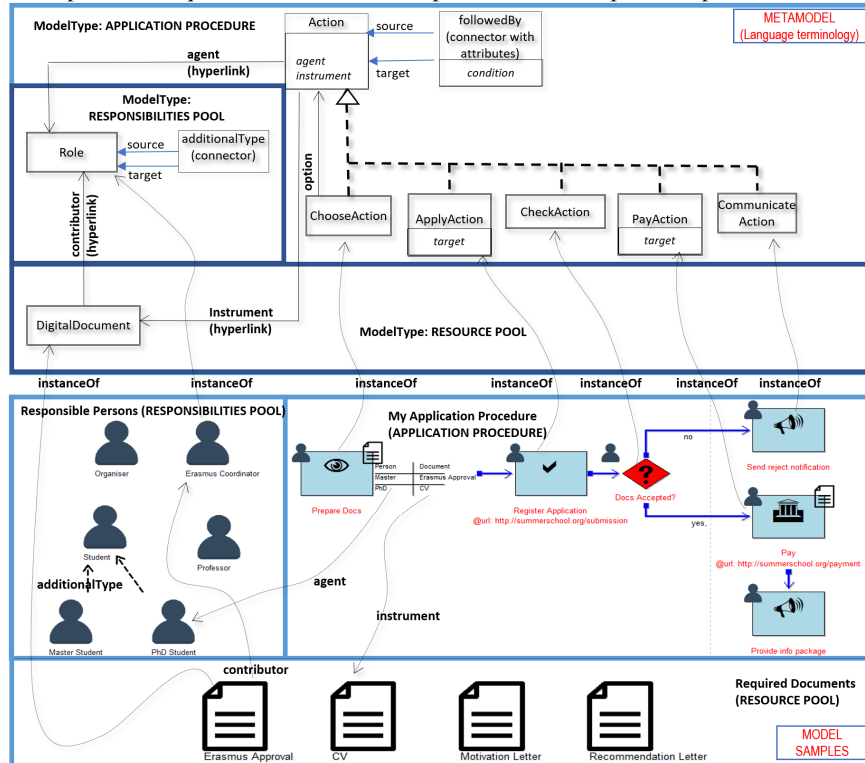 ModelType: APPLICATION PROCEDURE
Action
agent
instrument
source
target
followedBy
(connector with
attributes)
condition
METAMODEL
(Language terminology)
agent
(hyperlink)
ModelType:
RESPONSIBILITIES POOL
Role
source
target
additionalType
(connector)
option
contributor
(hyperlink)
ChooseAction
ApplyAction
target
CheckAction
PayAction
target
Communicate
Action
DigitalDocument
Instrument
(hyperlink)
ModelType: RESOURCE POOL
instanceOf
instanceOf
instanceOf
instanceOf
instanceOf
instanceOf
instanceOf
Responsible Persons (RESPONSIBILITIES POOL)
Organiser
Erasmus Coordinator
Student
Professor
additionalType
Master Student
PhD Student
My Application Procedure
(APPLICATION PROCEDURE)
Person Document
Master Erasmus Approval
PhD CV
Prepare Docs
Register Application
@url: http://summerschool.org/submission
?
Docs Accepted?
no
yes,
Send reject notification
Pay
@url: http://summerschool.org/payment
Provide info package
agent
instrument
contributor
Erasmus Approval
CV
Motivation Letter
Recommendation Letter
Required Documents
(RESOURCE POOL)
MODEL
SAMPLES